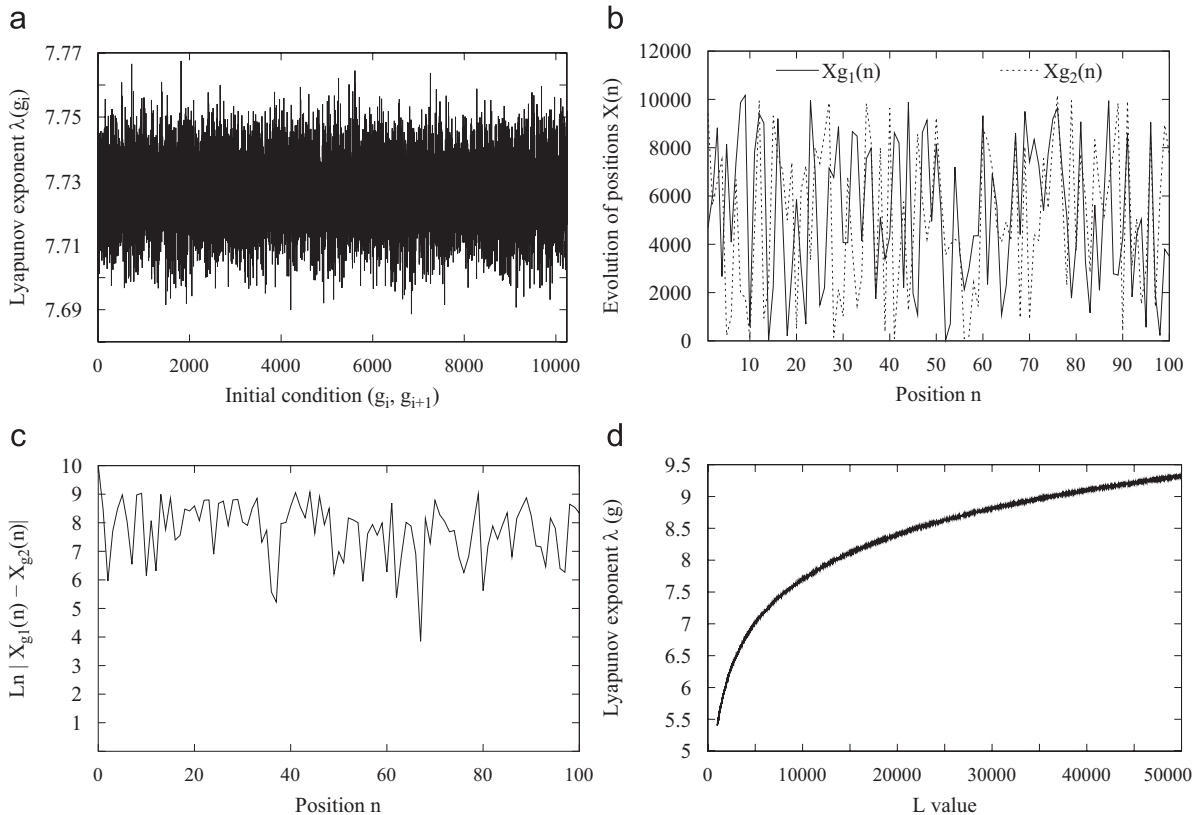 a
7.77
7.75
7.73
7.71
7.69
Lyapunov exponent λ(gᵢ)
0 2000 4000 6000 8000 10000
Initial condition (gᵢ, gᵢ₊₁)
b
12000
10000
8000
6000
4000
2000
0
Evolution of positions X(n)
Xg₁(n) Xg₂(n)
10 20 30 40 50 60 70 80 90 100
Position n
c
10
9
8
7
6
5
4
3
2
1
Ln | X_g1(n) − X_g2(n)|
0 20 40 60 80 100
Position n
d
9.5
9
8.5
8
7.5
7
6.5
6
5.5
5
Lyapunov exponent λ (g)
0 10000 20000 30000 40000 50000
L value